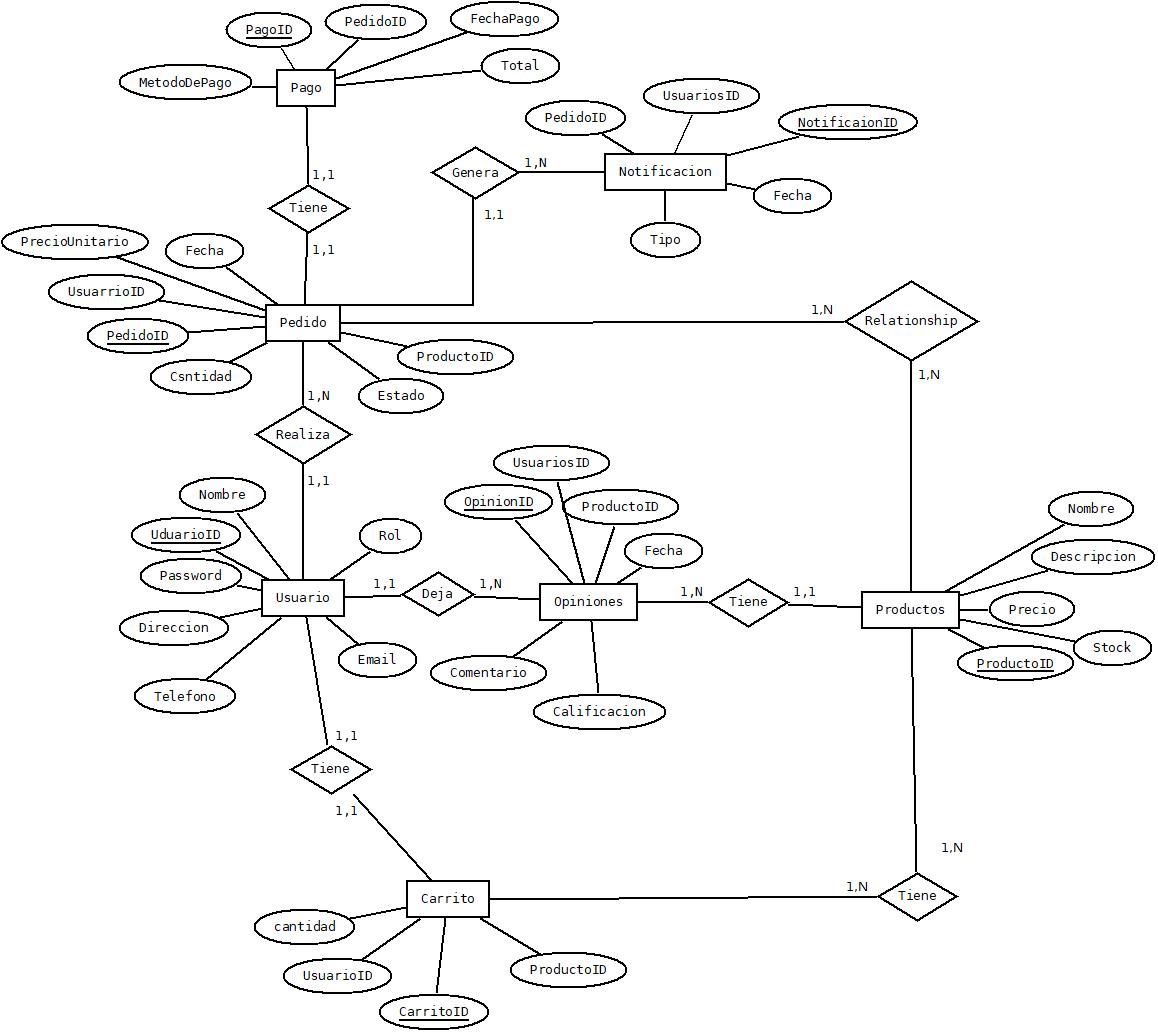 PagoID
PedidoID
FechaPago
Total
MetodoDePago
Pago
UsuariosID
PedidoID
NotificaionID
Notificacion
Fecha
Tipo
Genera
1,N
1,1
1,1
Tiene
1,1
PrecioUnitario
Fecha
UsuarrioID
PedidoID
Csntidad
Pedido
ProductoID
Estado
1,N
Relationship
1,N
1,N
Realiza
1,1
Nombre
UduarioID
Password
Direccion
Telefono
Usuario
Rol
Email
1,1
Deja
1,N
UsuariosID
OpinionID
ProductoID
Fecha
Opiniones
Comentario
Calificacion
1,N
Tiene
1,1
Nombre
Descripcion
Precio
Stock
ProductoID
Productos
1,1
Tiene
1,1
1,N
1,N
Tiene
Carrito
cantidad
UsuarioID
CarritoID
ProductoID